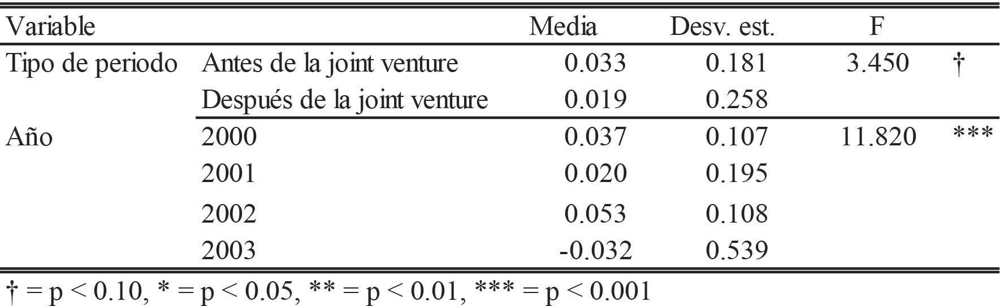 Variable Media Desv. est. F
Tipo de periodo Antes de la joint venture 0.033 0.181 3.450 †
Después de la joint venture 0.019 0.258
Año 2000 0.037 0.107 11.820 ***
2001 0.020 0.195
2002 0.053 0.108
2003 -0.032 0.539
† = p < 0.10, * = p < 0.05, ** = p < 0.01, *** = p < 0.001